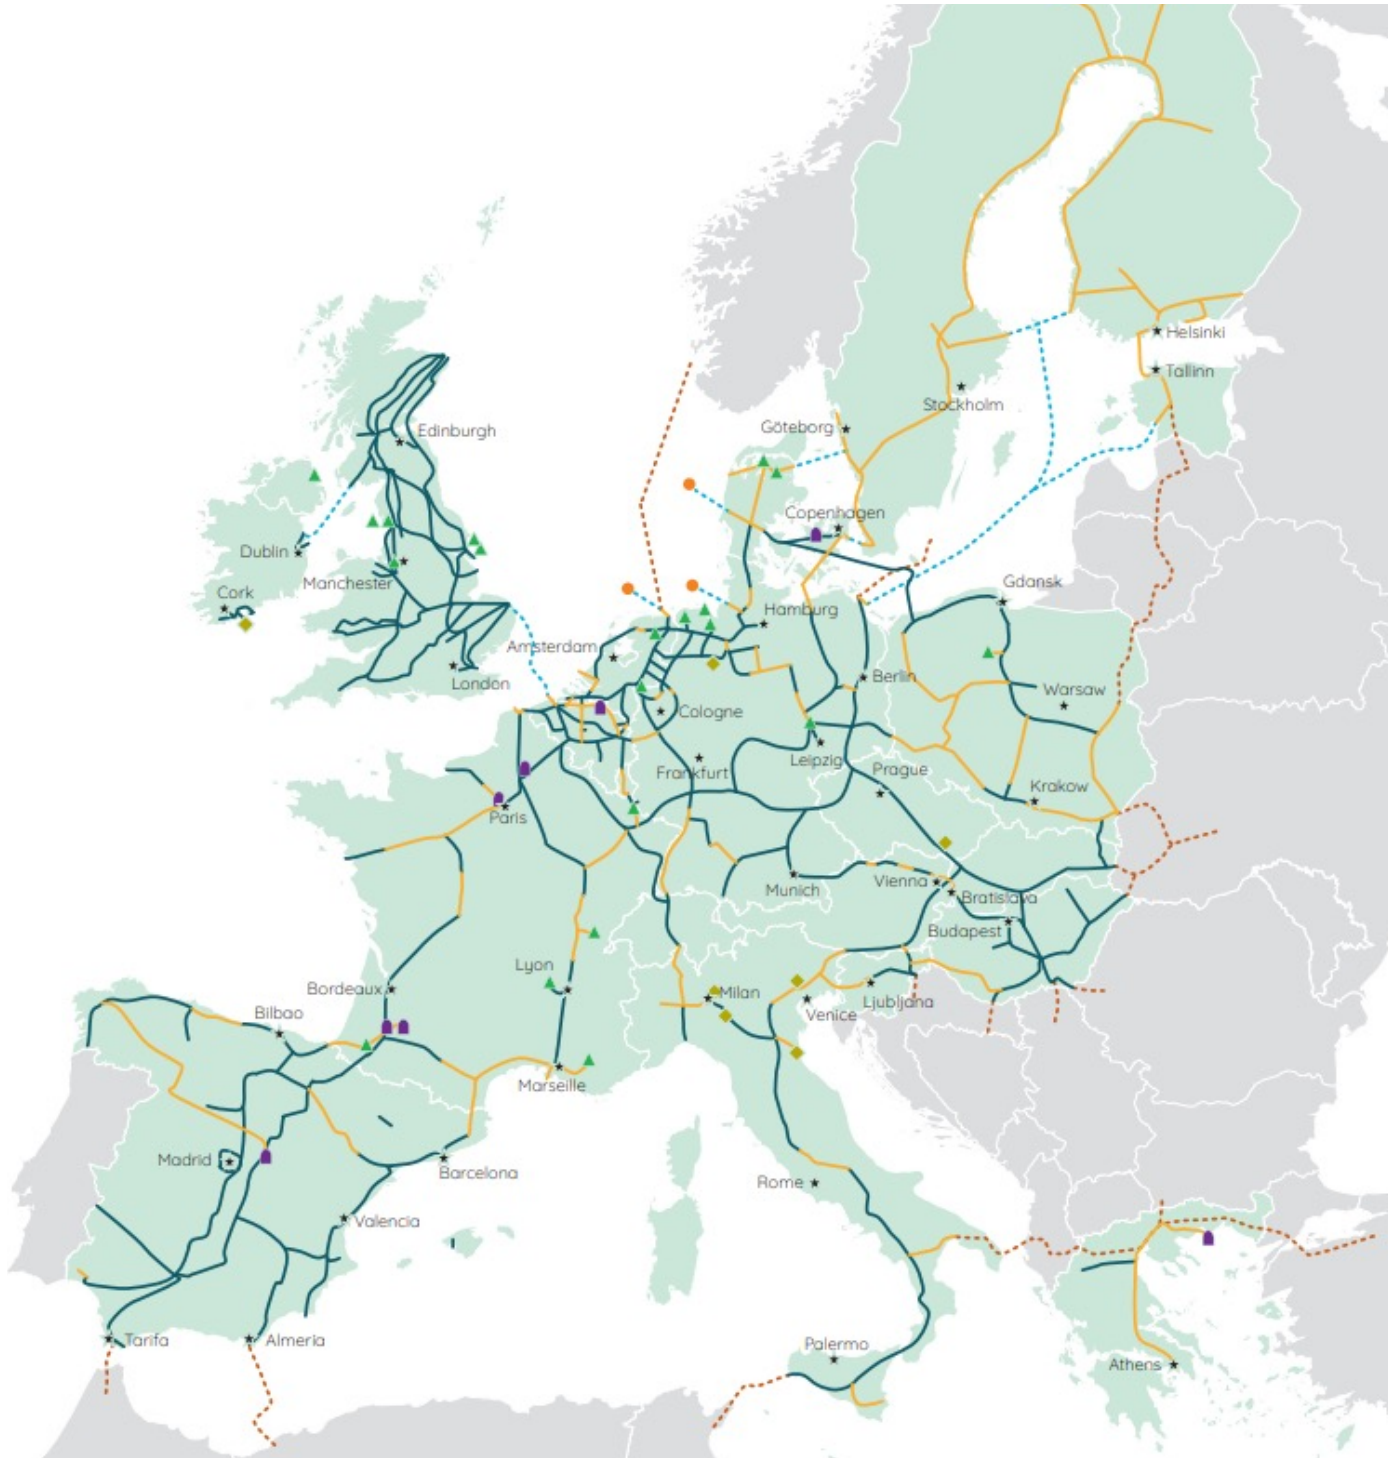 Helsinki
Tallinn
Stockholm
Göteborg
Edinburgh
Copenhagen
Dublin
Manchester
Gdansk
Cork
Hamburg
Amsterdam
Berlin
London
Warsaw
Cologne
Leipzig
Frankfurt
Prague
Krakow
Paris
Munich
Vienna
Bratislava
Budapest
Lyon
Bordeaux
Milan
Ljubljana
Bilbao
Venice
Marseille
Madrid
Barcelona
Rome
Valencia
Tarifa
Almeria
Palermo
Athens